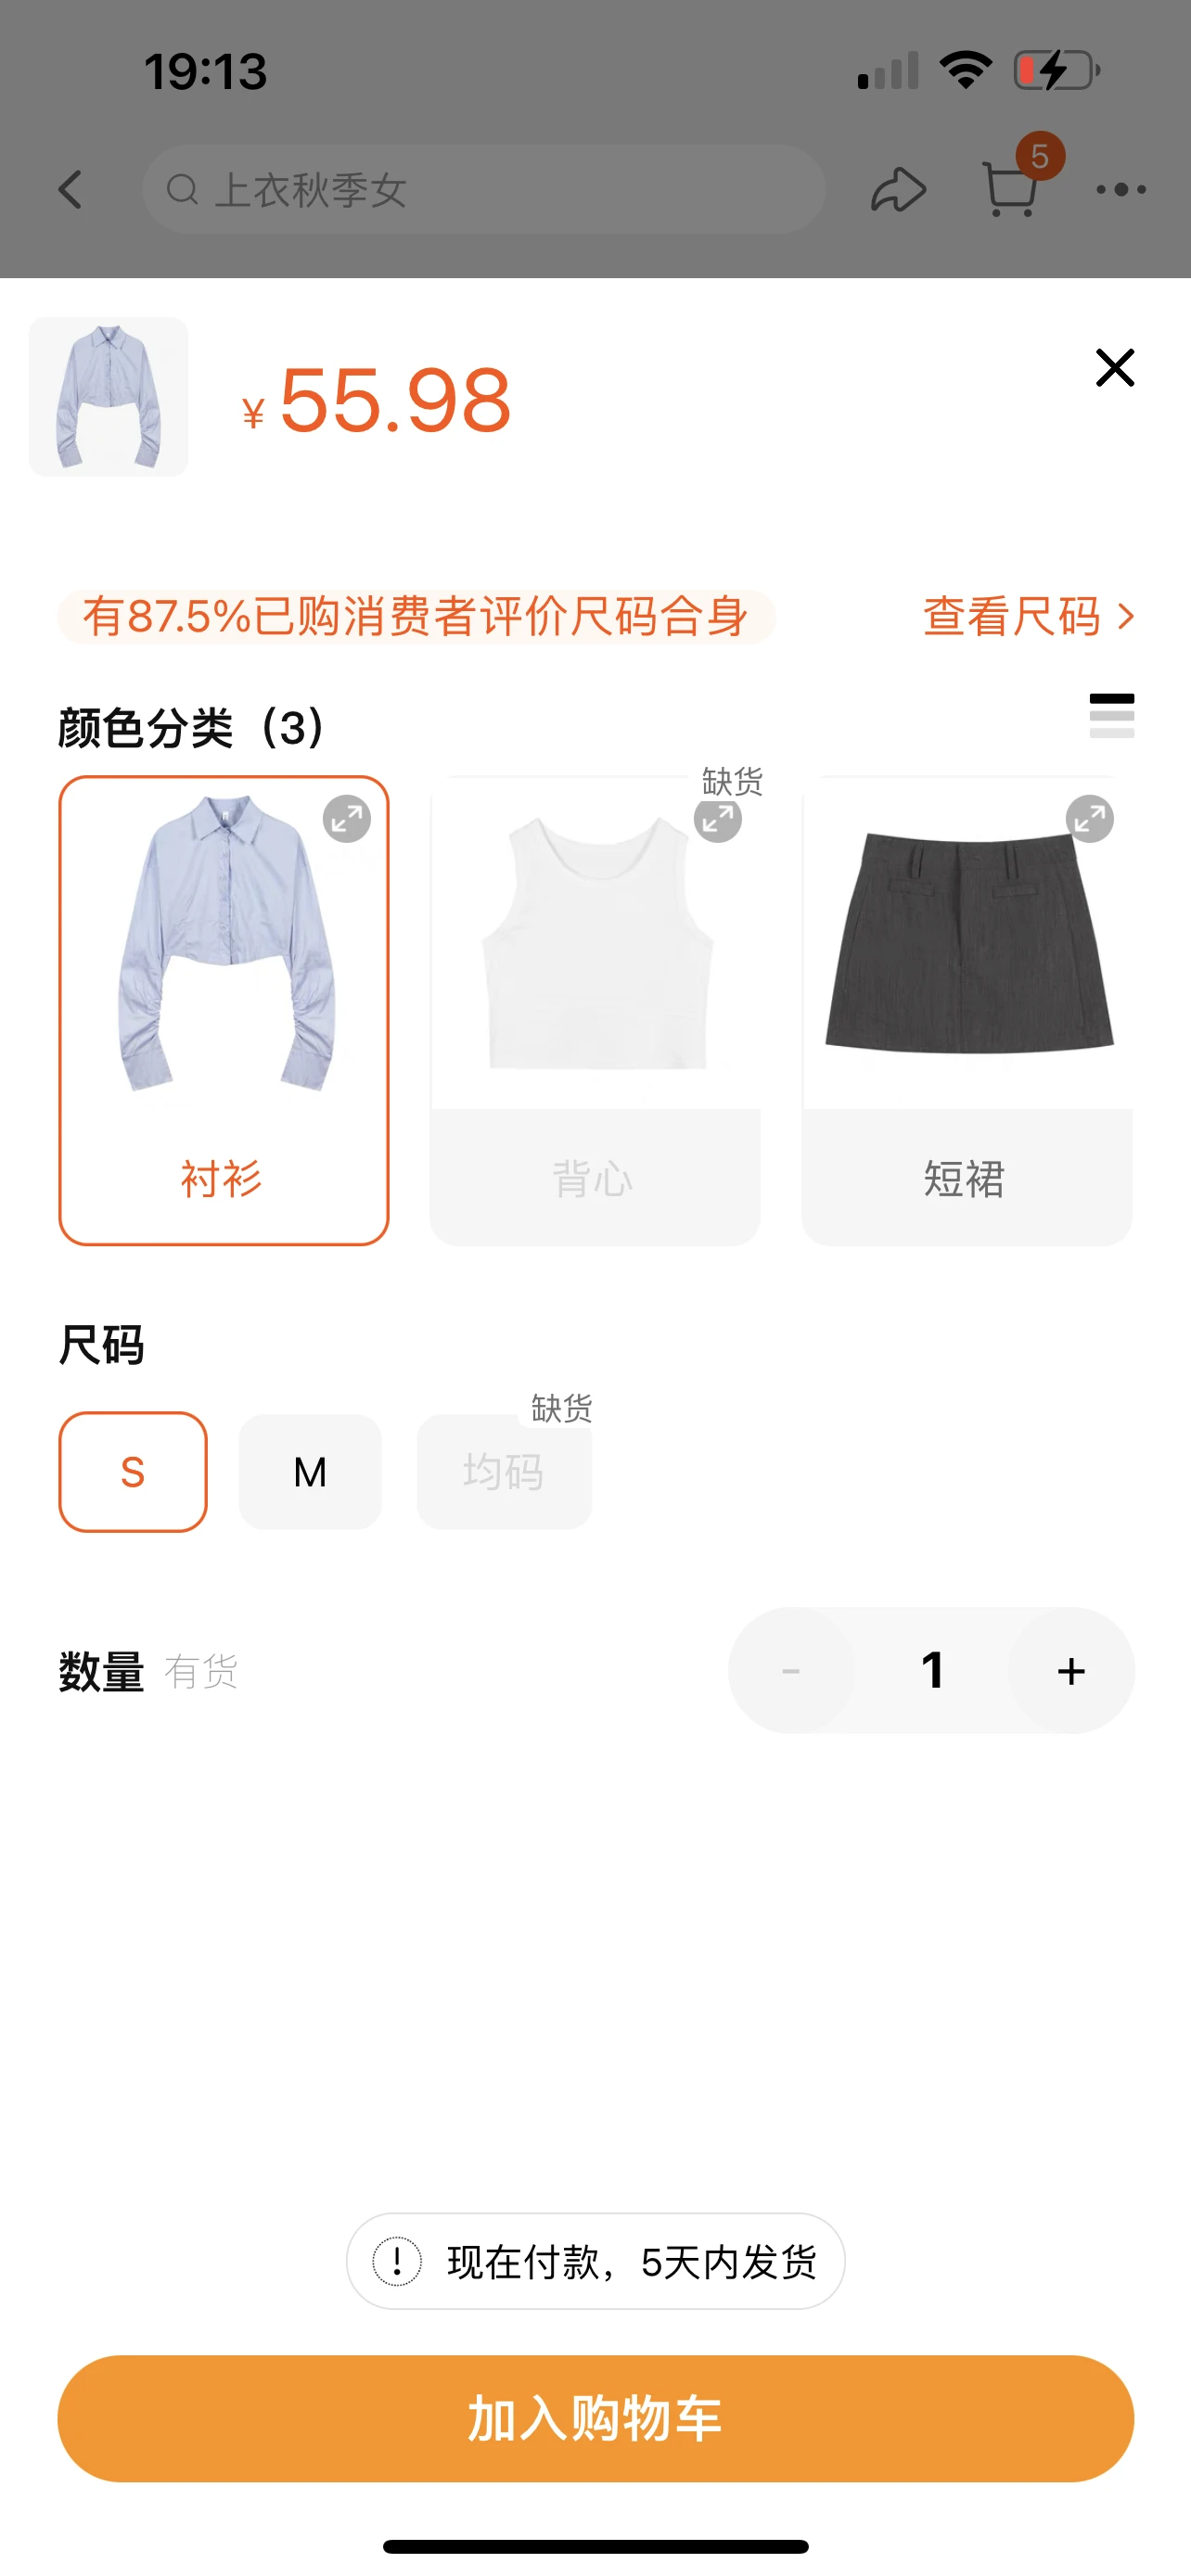 19:13
上衣秋季女
5
¥55.98
有87.5%已购消费者评价尺码合身
查看尺码
颜色分类（3）
缺货
衬衫
背心
短裙
尺码
缺货
S
M
均码
数量 有货
- 1 +
! 现在付款，5天内发货
加入购物车